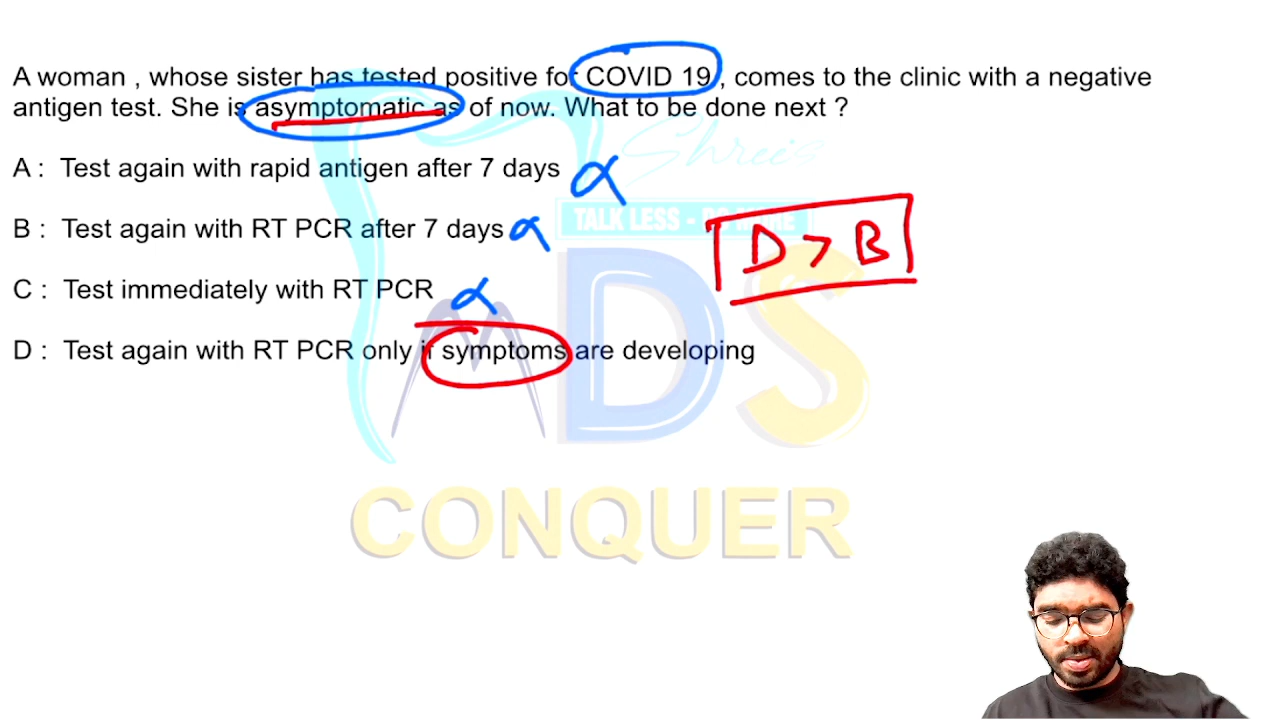 A woman , whose sister has tested positive for COVID 19 , comes to the clinic with a negative
antigen test. She is asymptomatic as of now. What to be done next ?
A : Test again with rapid antigen after 7 days
B : Test again with RT PCR after 7 days
C : Test immediately with RT PCR
D : Test again with RT PCR only if symptoms are developing
D > B
TALK LESS - DO MORE
MDS
CONQUER